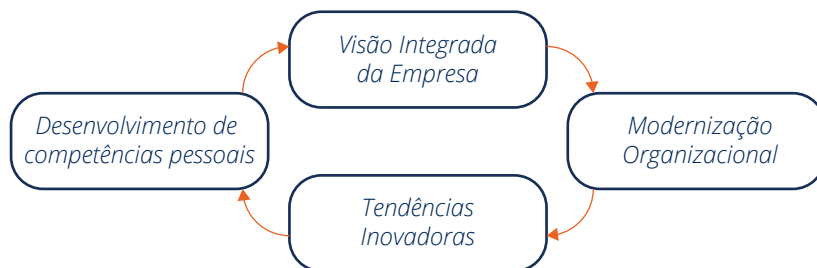 Visão Integrada
da Empresa
Desenvolvimento de
competências pessoais
Modernização
Organizacional
Tendências
Inovadoras